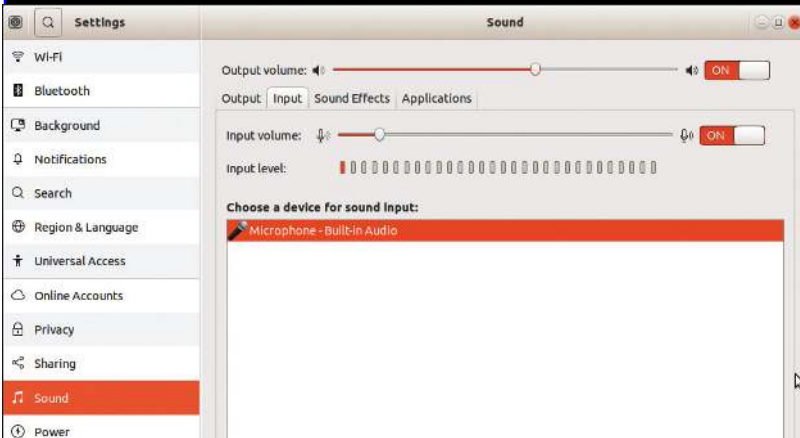 Settings
Sound
Wi-Fi
Bluetooth
Background
Notifications
Search
Region & Language
Universal Access
Online Accounts
Privacy
Sharing
Sound
Power
Output volume: ON
Output Input Sound Effects Applications
Input volume: ON
Input level:
Choose a device for sound input:
Microphone - Built-in Audio